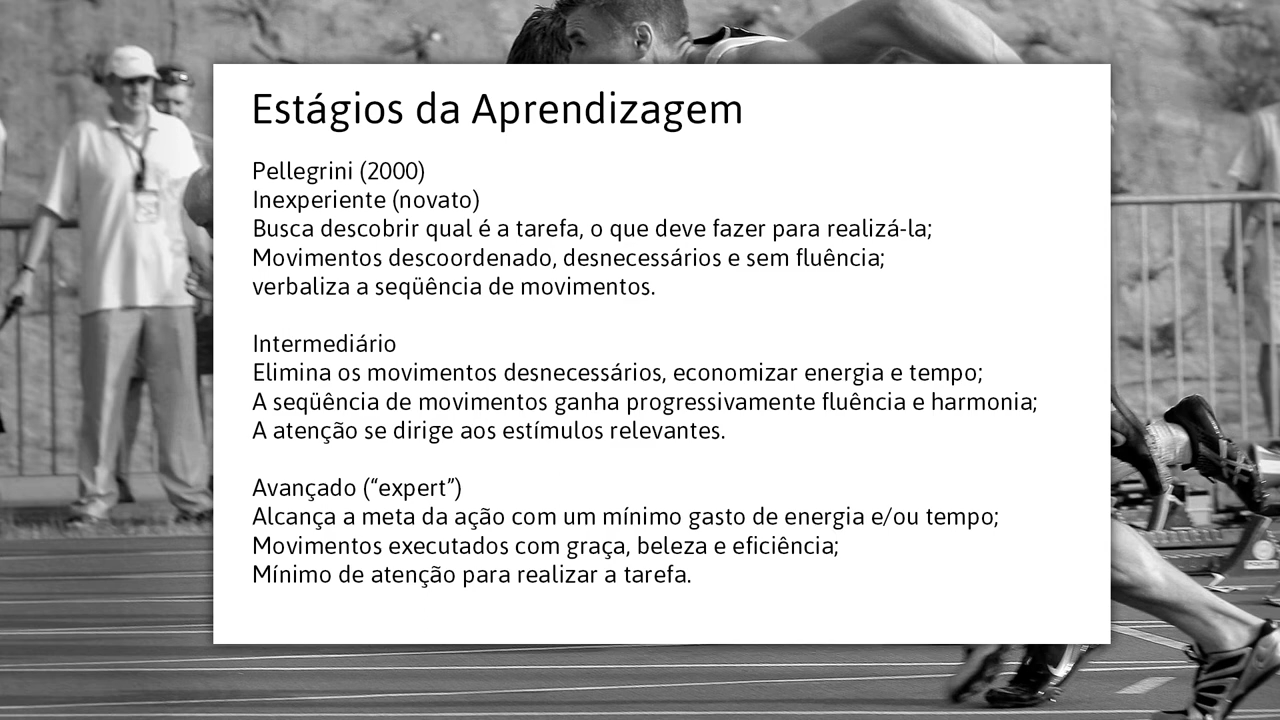 Estágios da Aprendizagem
Pellegrini (2000)
Inexperiente (novato)
Busca descobrir qual é a tarefa, o que deve fazer para realizá-la;
Movimentos descoordenado, desnecessários e sem fluência;
verbaliza a seqüência de movimentos.
Intermediário
Elimina os movimentos desnecessários, economizar energia e tempo;
A seqüência de movimentos ganha progressivamente fluência e harmonia;
A atenção se dirige aos estímulos relevantes.
Avançado (“expert”)
Alcança a meta da ação com um mínimo gasto de energia e/ou tempo;
Movimentos executados com graça, beleza e eficiência;
Mínimo de atenção para realizar a tarefa.